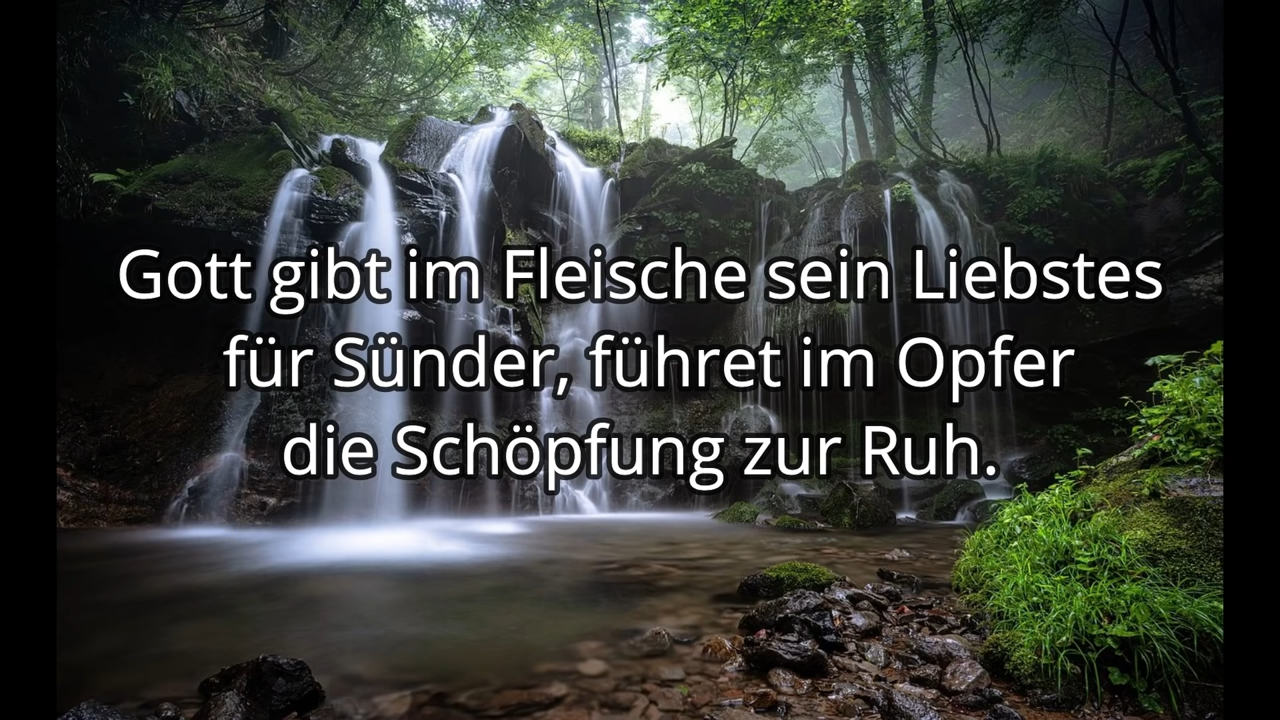 Gott gibt im Fleische sein Liebstes
für Sünder, führet im Opfer
die Schöpfung zur Ruh.